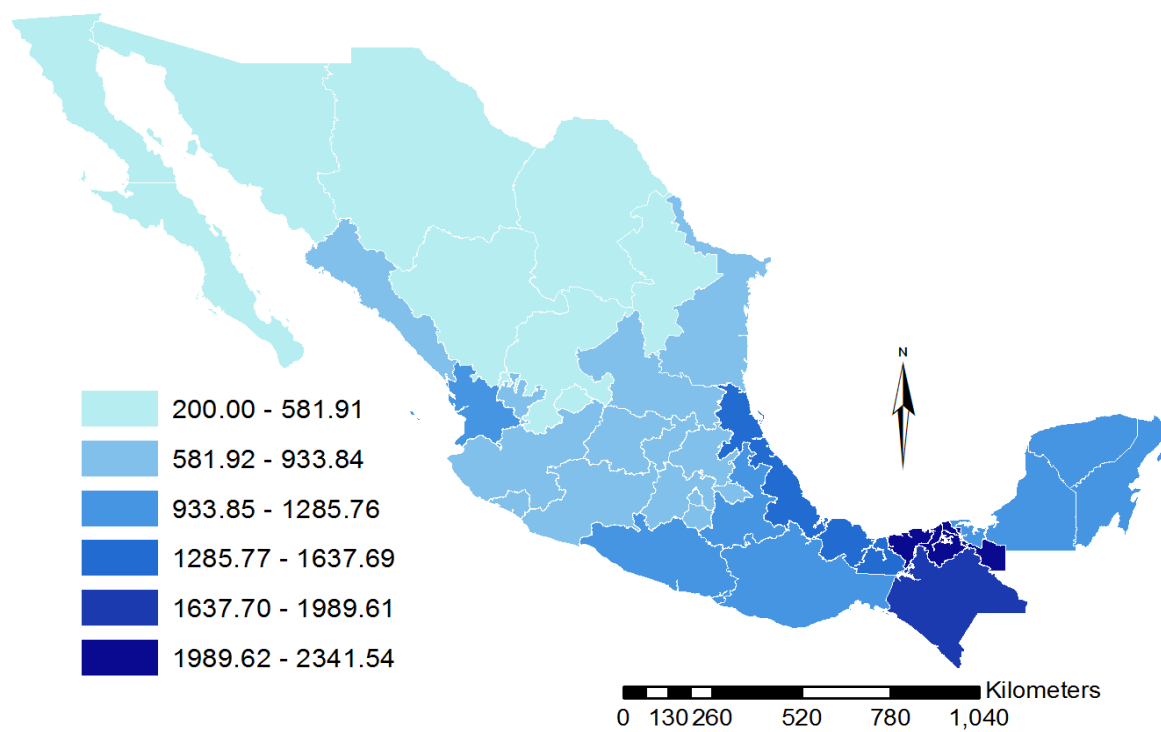 N
200.00 - 581.91
581.92 - 933.84
933.85 - 1285.76
1285.77 - 1637.69
1637.70 - 1989.61
1989.62 - 2341.54
Kilometers
0 130 260 520 780 1,040